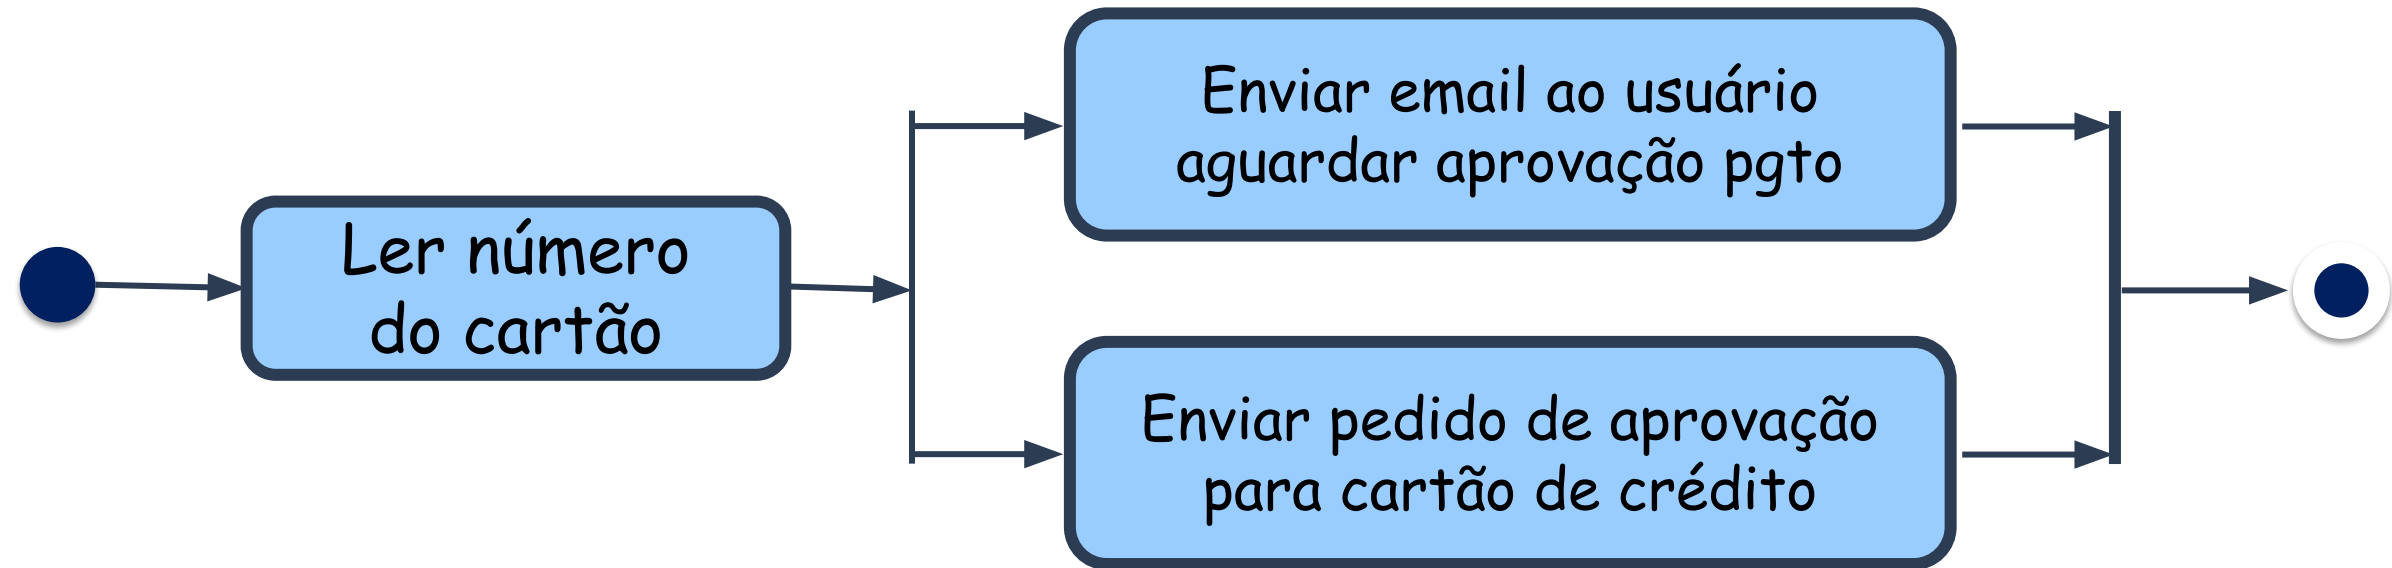 Ler número
do cartão
Enviar email ao usuário
aguardar aprovação pgto
Enviar pedido de aprovação
para cartão de crédito